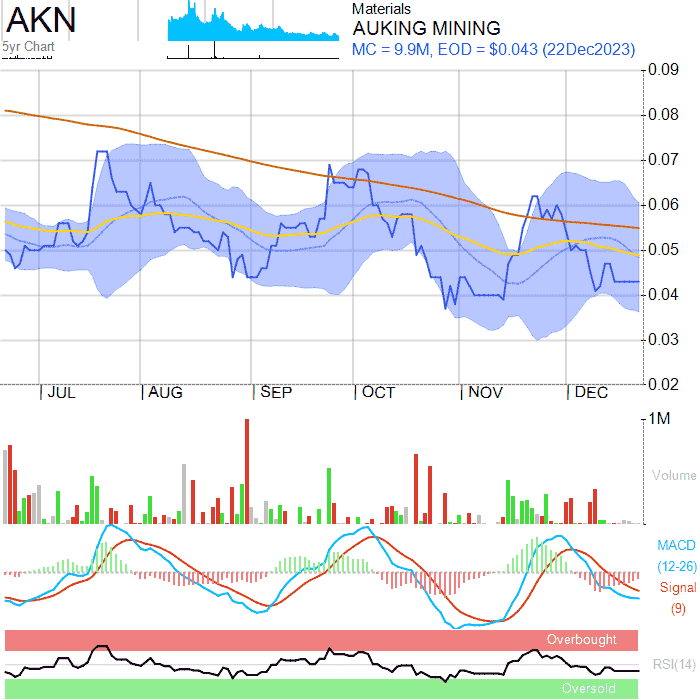 AKN
5yr Chart
Materials
AUKING MINING
MC = 9.9M, EOD = $0.043 (22Dec2023)
0.09
0.08
0.07
0.06
0.05
0.04
0.03
0.02
JUL AUG SEP OCT NOV DEC
1M
Volume
MACD
(12-26)
Signal
(9)
Overbought
RSI(14)
Oversold